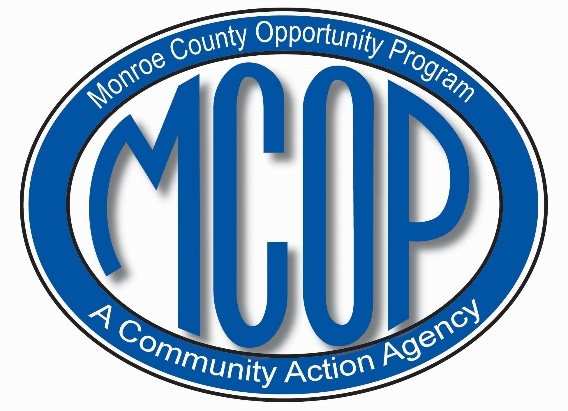 Monroe County Opportunity Program
MCOP
A Community Action Agency